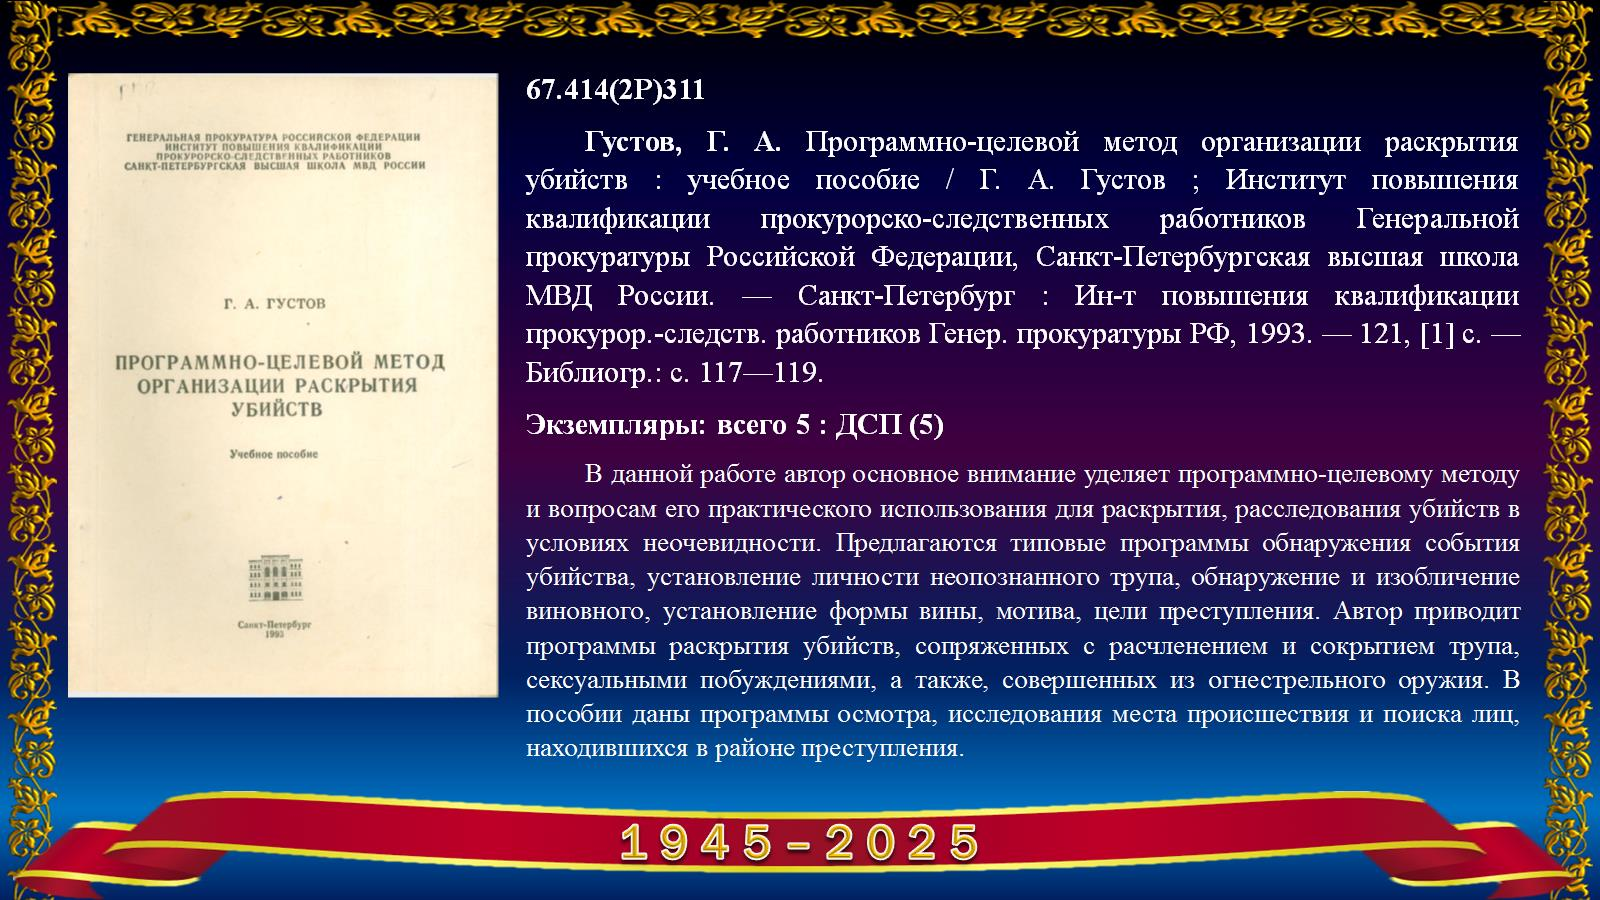 ГЕНЕРАЛЬНАЯ ПРОКУРАТУРА РОССИЙСКОЙ ФЕДЕРАЦИИ
ИНСТИТУТ ПОВЫШЕНИЯ КВАЛИФИКАЦИИ
ПРОКУРОРСКО-СЛЕДСТВЕННЫХ РАБОТНИКОВ
САНКТ-ПЕТЕРБУРГСКАЯ ВЫСШАЯ ШКОЛА МВД РОССИИ
Г. А. ГУСТОВ
ПРОГРАММНО-ЦЕЛЕВОЙ МЕТОД
ОРГАНИЗАЦИИ РАСКРЫТИЯ
УБИЙСТВ
Учебное пособие
Санкт-Петербург
1993
67.414(2Р)311
Густов, Г. А. Программно-целевой метод организации раскрытия
убийств : учебное пособие / Г. А. Густов ; Институт повышения
квалификации прокурорско-следственных работников Генеральной
прокуратуры Российской Федерации, Санкт-Петербургская высшая школа
МВД России. — Санкт-Петербург : Ин-т повышения квалификации
прокурор.-следств. работников Генер. прокуратуры РФ, 1993. — 121, [1] с. —
Библиогр.: с. 117—119.
Экземпляры: всего 5 : ДСП (5)
В данной работе автор основное внимание уделяет программно-целевому методу
и вопросам его практического использования для раскрытия, расследования убийств в
условиях неочевидности. Предлагаются типовые программы обнаружения события
убийства, установление личности неопознанного трупа, обнаружение и изобличение
виновного, установление формы вины, мотива, цели преступления. Автор приводит
программы раскрытия убийств, сопряженных с расчленением и сокрытием трупа,
сексуальными побуждениями, а также, совершенных из огнестрельного оружия. В
пособии даны программы осмотра, исследования места происшествия и поиска лиц,
находившихся в районе преступления.
1945–2025